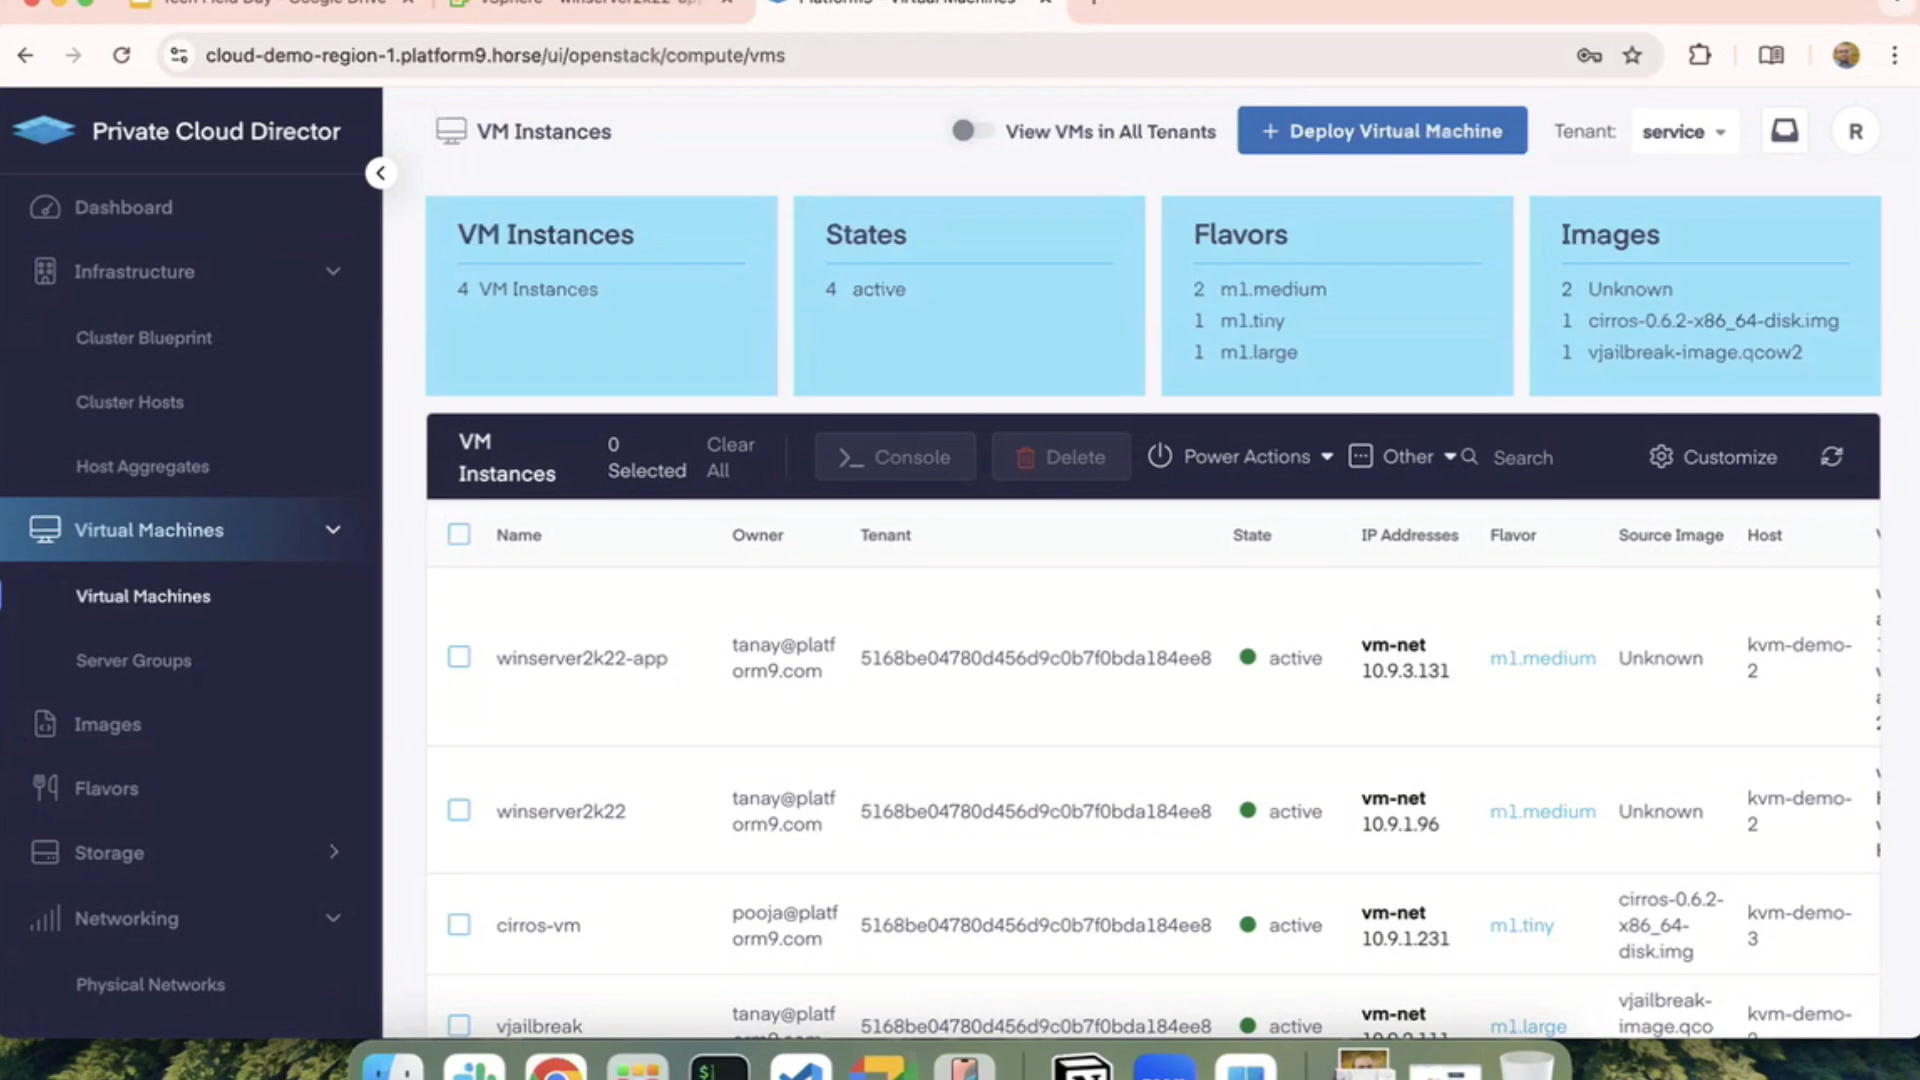 cloud-demo-region-1.platform9.horse/ui/openstack/compute/vms
Private Cloud Director
Dashboard
Infrastructure
Cluster Blueprint
Cluster Hosts
Host Aggregates
Virtual Machines
Virtual Machines
Server Groups
Images
Flavors
Storage
Networking
Physical Networks
VM Instances
View VMs in All Tenants
+ Deploy Virtual Machine
Tenant: service
R
VM Instances
4 VM Instances
States
4 active
Flavors
2 m1.medium
1 m1.tiny
1 m1.large
Images
2 Unknown
1 cirros-0.6.2-x86_64-disk.img
1 vjailbreak-image.qcow2
VM
Instances
0
Selected
Clear
All
Console
Delete
Power Actions
Other
Search
Customize
Name Owner Tenant State IP Addresses Flavor Source Image Host
winserver2k22-app
tanay@platf
orm9.com
5168be04780d456d9c0b7f0bda184ee8
active
vm-net
10.9.3.131
m1.medium
Unknown
kvm-demo-
2
winserver2k22
tanay@platf
orm9.com
5168be04780d456d9c0b7f0bda184ee8
active
vm-net
10.9.1.96
m1.medium
Unknown
kvm-demo-
2
cirros-vm
pooja@platf
orm9.com
5168be04780d456d9c0b7f0bda184ee8
active
vm-net
10.9.1.231
m1.tiny
cirros-0.6.2-
x86_64-
disk.img
kvm-demo-
3
vjailbreak
tanay@platf
orm9.com
5168be04780d456d9c0b7f0bda184ee8
active
vm-net
m1.large
vjailbreak-
image.qco
kvm-demo-